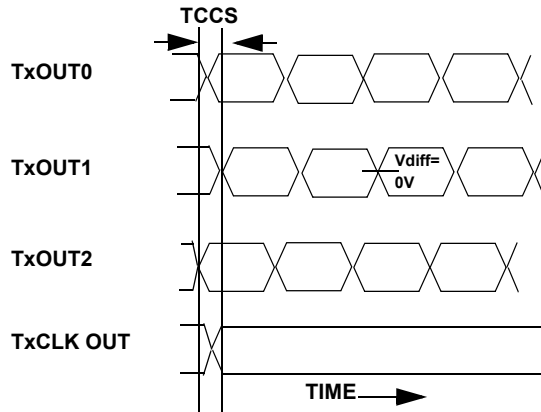 TCCS
TxOUT0
TxOUT1
Vdiff=
0V
TxOUT2
TxCLK OUT
TIME